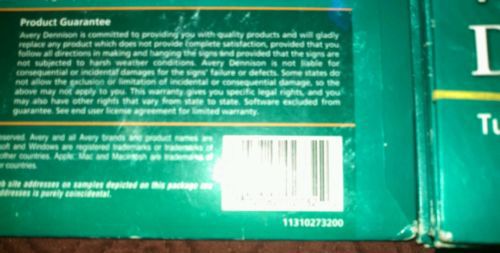 Product Guarantee
Avery Dennison is committed to providing you with quality products and will gladly
replace any product which does not provide complete satisfaction, provided that you
follow all directions in making and hanging the signs and provided that the signs are
not subjected to harsh weather conditions. Avery Dennison is not liable for
consequential or incidental damages for the signs' failure or defects. Some states do
not allow the exclusion or limitation of incidental or consequential damage, so the
above may not apply to you. This warranty gives you specific legal rights, and you
may also have other rights that vary from state to state. Software excluded from
guarantee. See end user license agreement for limited warranty.
served. Avery and all Avery brands and product names are
soft and Windows are registered trademarks or trademarks of
other countries. Apple, Mac and Macintosh are trademarks of
r countries.
b site addresses on samples depicted on this package
ddresses is purely coincidental.
11310273200
D
Tu